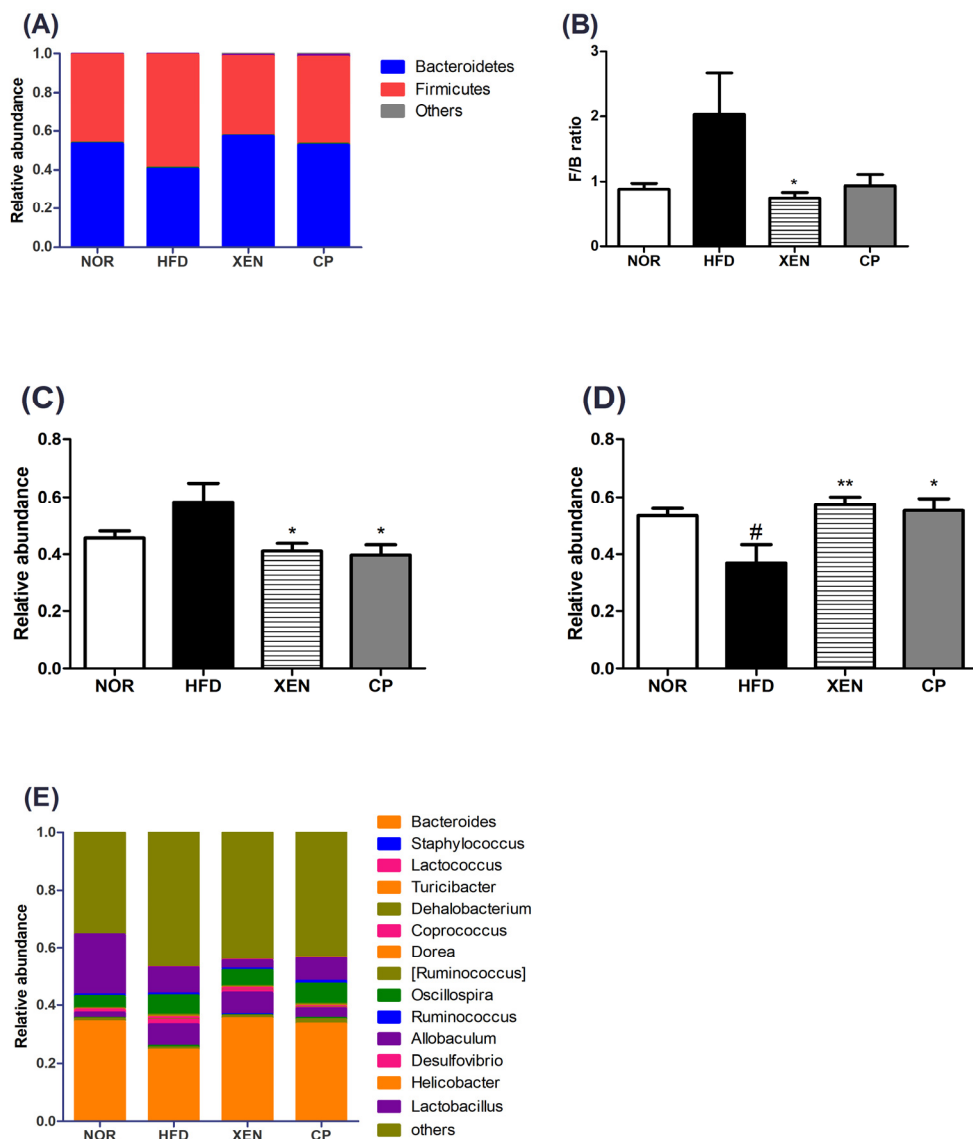 (A)
Relative abundance
1.0
0.8
0.6
0.4
0.2
0.0
NOR HFD XEN CP
Bacteroidetes
Firmicutes
Others
(B)
F/B ratio
3
2
1
0
*
NOR HFD XEN CP
(C)
Relative abundance
0.8
0.6
0.4
0.2
0.0
* *
NOR HFD XEN CP
(D)
Relative abundance
0.8
0.6
0.4
0.2
0.0
# ** *
NOR HFD XEN CP
(E)
Relative abundance
1.0
0.8
0.6
0.4
0.2
0.0
NOR HFD XEN CP
Bacteroides
Staphylococcus
Lactococcus
Turicibacter
Dehalobacterium
Coprococcus
Dorea
[Ruminococcus]
Oscillospira
Ruminococcus
Allobaculum
Desulfovibrio
Helicobacter
Lactobacillus
others